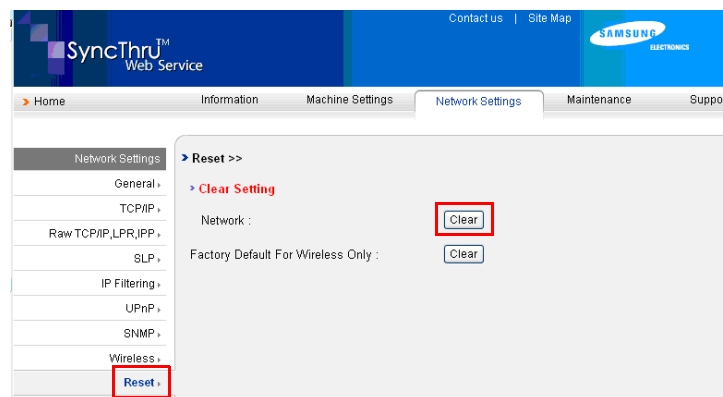 Contact us | Site Map
SAMSUNG
ELECTRONICS
SyncThru™
Web Service
> Home
Information Machine Settings Network Settings Maintenance Suppo
Network Settings
General
TCP/IP
Raw TCP/IP,LPR,IPP
SLP
IP Filtering
UPnP
SNMP
Wireless
Reset
> Reset >>
> Clear Setting
Network : Clear
Factory Default For Wireless Only : Clear